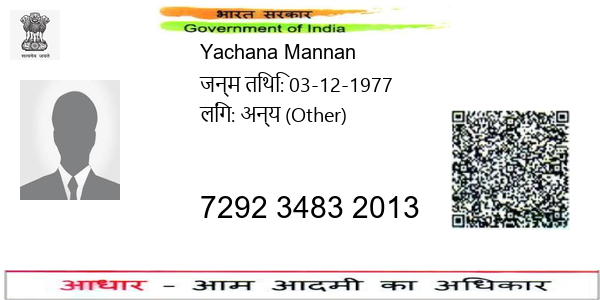 भारत सरकार
Government of India
सत्यमेव जयते
Yachana Mannan
जन्म तिथि: 03-12-1977
लिंग: अन्य (Other)
7292 3483 2013
आधार - आम आदमी का अधिकार